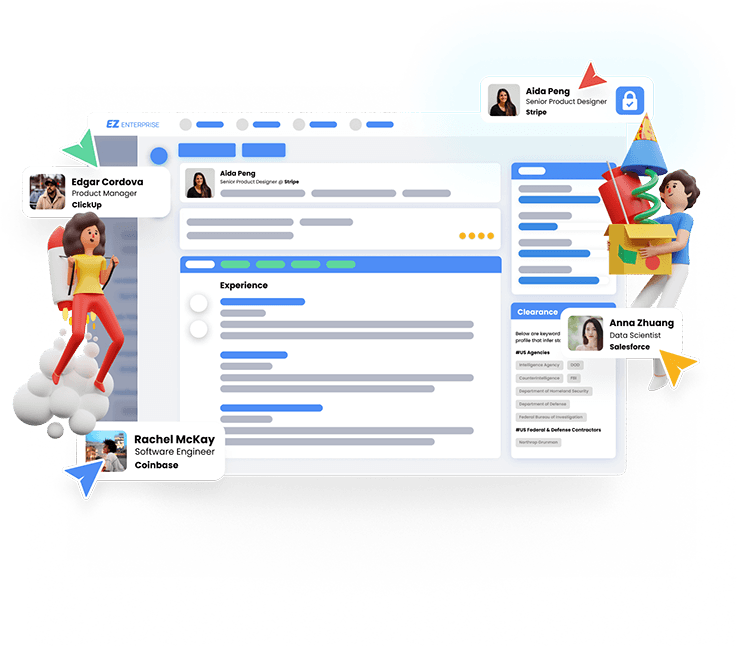 Aida Peng
Senior Product Designer
Stripe
EZ ENTERPRISE
Edgar Cordova
Product Manager
ClickUp
Aida Peng
Senior Product Designer @ Stripe
Experience
Clearance
Below are keyword
profile that infer
#US Agencies
Intelligence Agency
DOD
Counterintelligence
FBI
Department of Homeland Security
Department of Defense
Federal Bureau of Investigation
#US Federal & Defense Contractors
Anna Zhuang
Data Scientist
Salesforce
Rachel McKay
Software Engineer
Coinbase